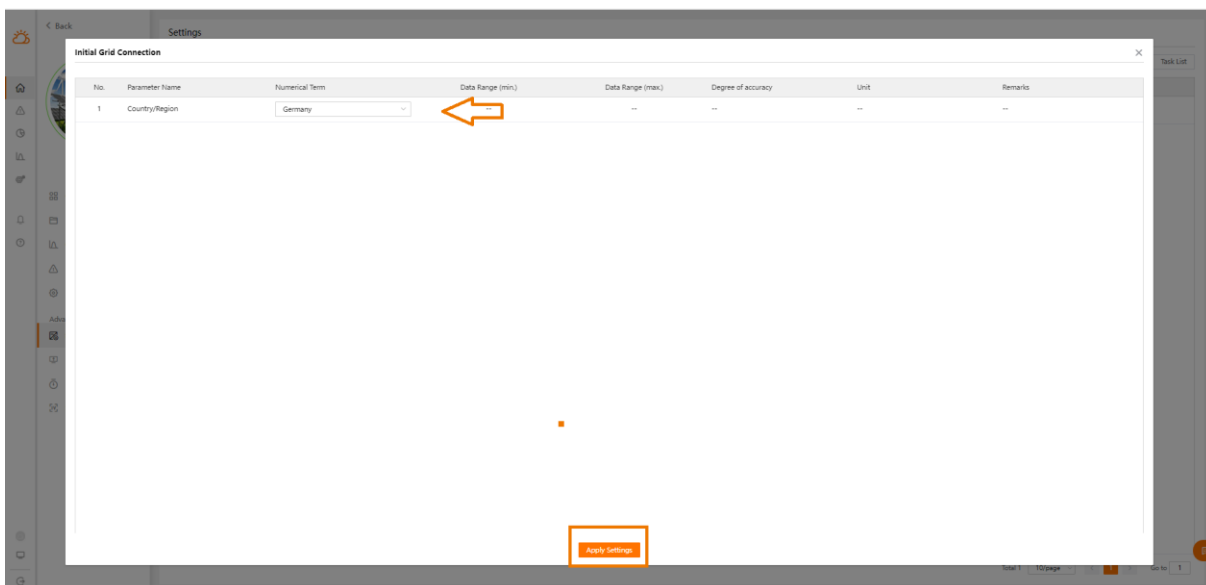 < Back
Settings
Initial Grid Connection
Task List
No. Parameter Name Numerical Term Data Range (min.) Data Range (max.) Degree of accuracy Unit Remarks
1 Country/Region Germany -- -- -- -- --
Apply Settings
Total 1 10/page 1 Go to 1